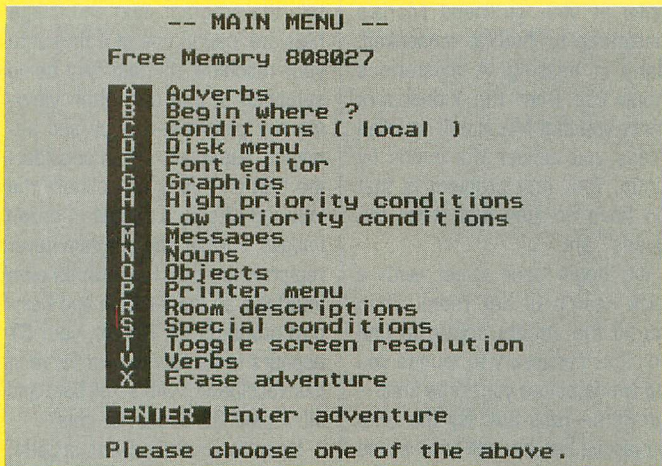 -- MAIN MENU --
Free Memory 808027
A Adverbs
B Begin where ?
C Conditions ( local )
D Disk menu
F Font editor
G Graphics
H High priority conditions
L Low priority conditions
M Messages
N Nouns
O Objects
P Printer menu
R Room descriptions
S Special conditions
T Toggle screen resolution
V Verbs
X Erase adventure
ENTER Enter adventure
Please choose one of the above.